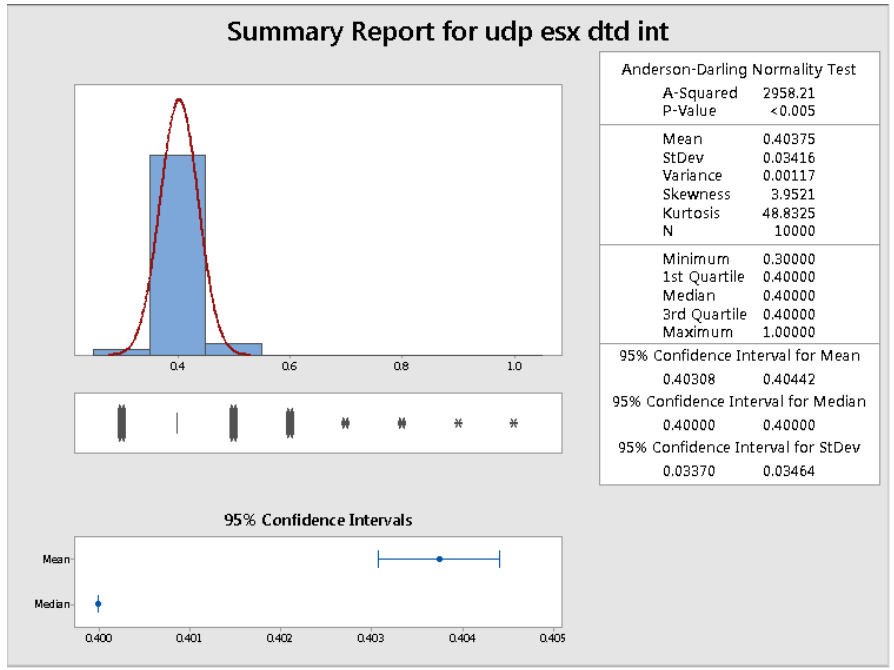 Summary Report for udp esx dtd int
0.4 0.6 0.8 1.0
Anderson-Darling Normality Test
A-Squared 2958.21
P-Value <0.005
Mean 0.40375
StDev 0.03416
Variance 0.00117
Skewness 3.9521
Kurtosis 48.8325
N 10000
Minimum 0.30000
1st Quartile 0.40000
Median 0.40000
3rd Quartile 0.40000
Maximum 1.00000
95% Confidence Interval for Mean
0.40308 0.40442
95% Confidence Interval for Median
0.40000 0.40000
95% Confidence Interval for StDev
0.03370 0.03464
95% Confidence Intervals
Mean
Median
0.400 0.401 0.402 0.403 0.404 0.405